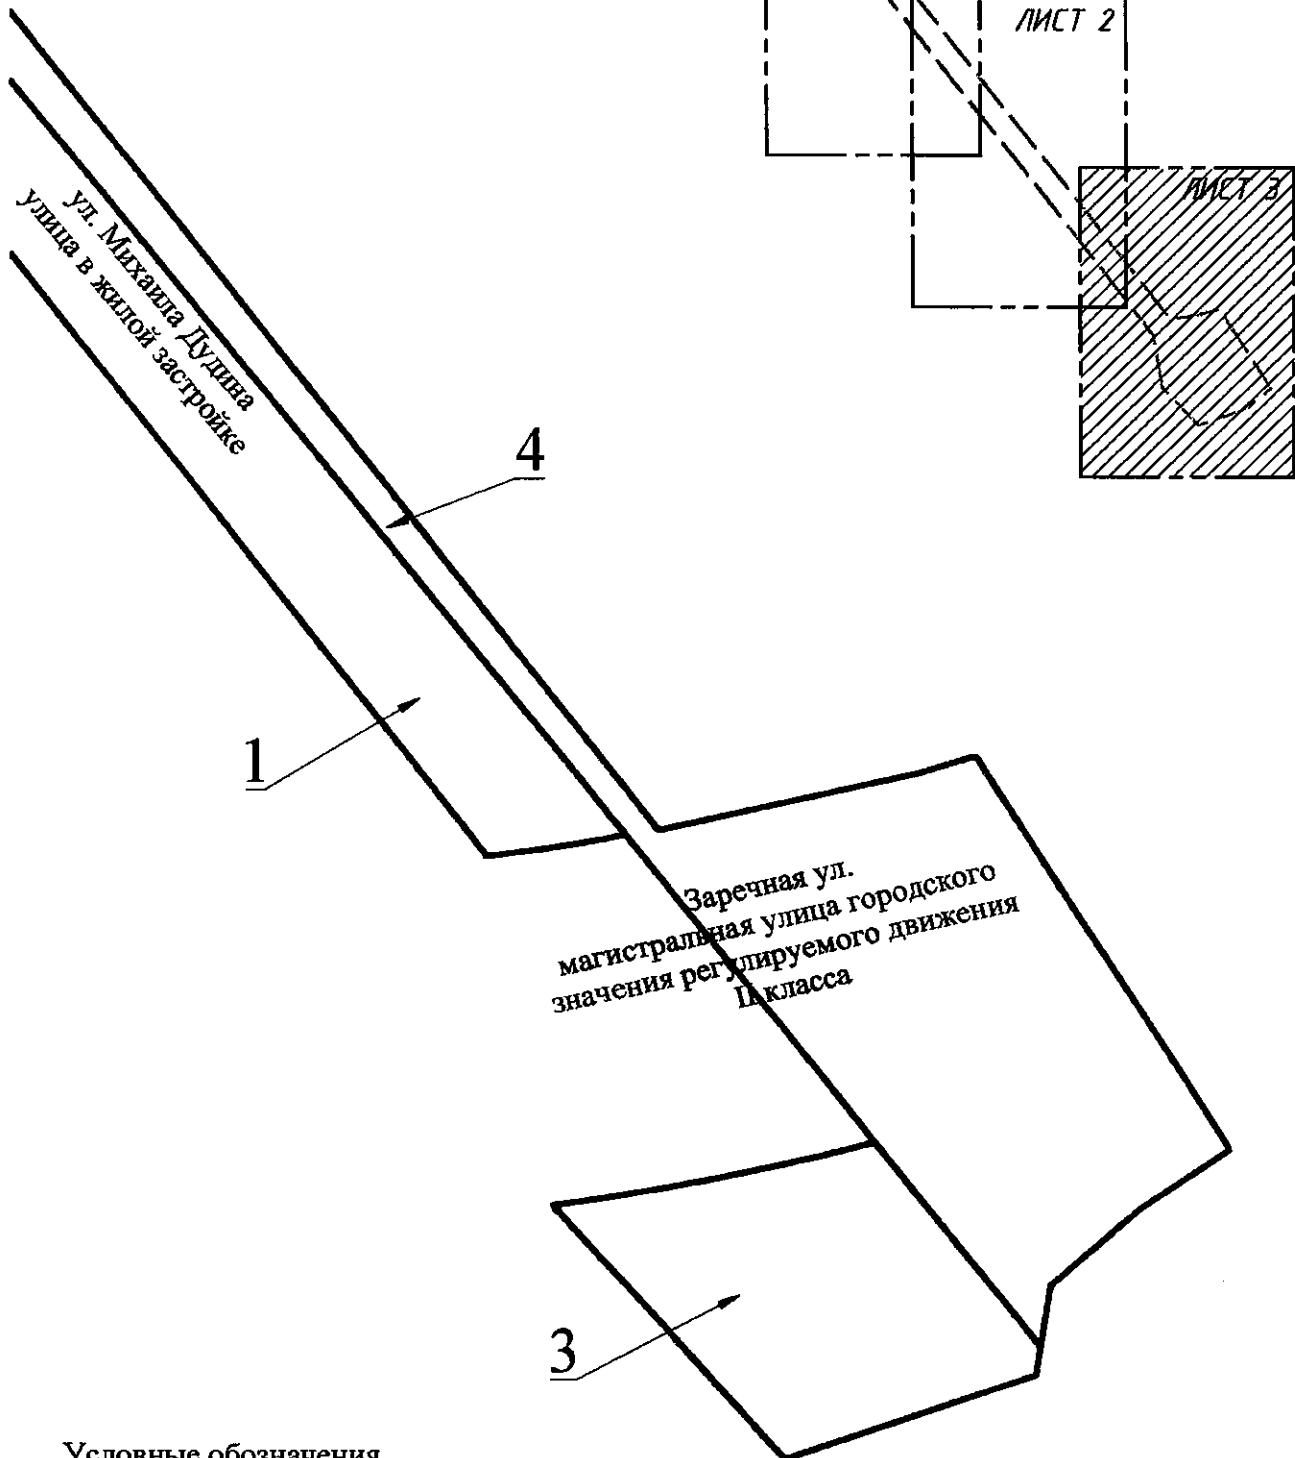 ЛИСТ 2
ЛИСТ 3
ул. Михаила Дудина
улица в жилой застройке
4
1
Заречная ул.
магистральная улица городского
значения регулируемого движения
II класса
3
Условные обозначения